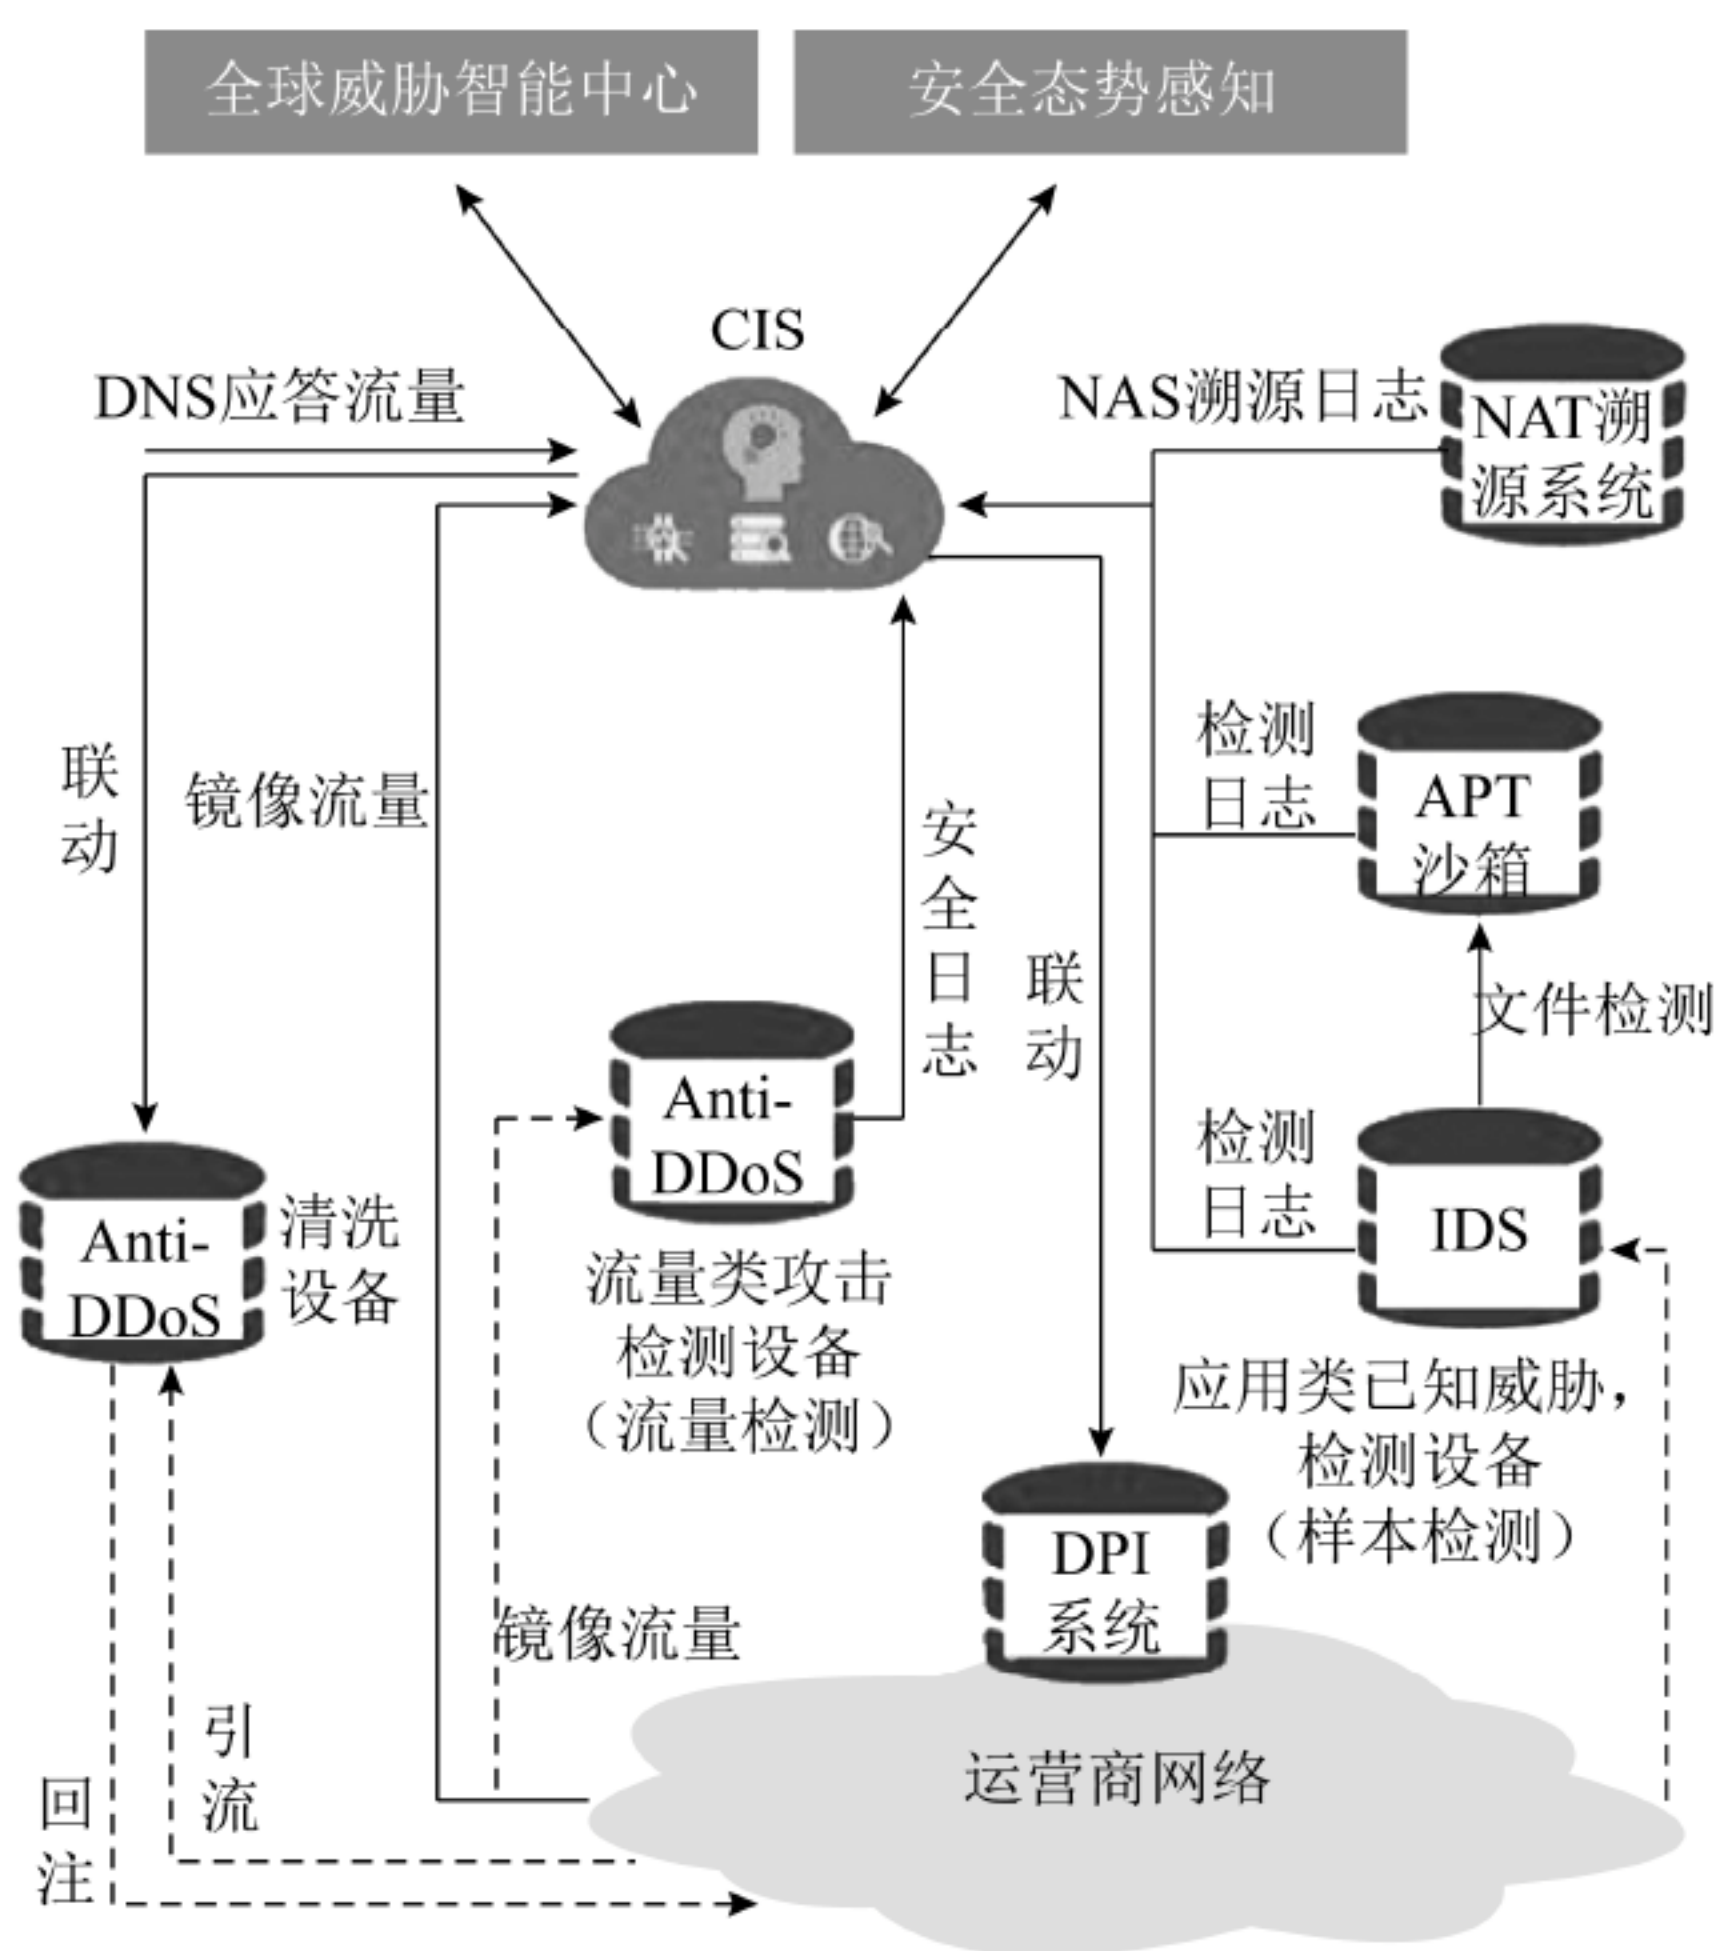 全球威胁智能中心
安全态势感知
CIS
DNS应答流量
NAS溯源日志
NAT溯
源系统
联
动
镜像流量
检测
日志
APT
沙箱
安
全
日
志
联
动
文件检测
Anti-
DDoS
检测
日志
IDS
Anti-
DDoS
清洗
设备
流量类攻击
检测设备
（流量检测）
应用类已知威胁，
检测设备
（样本检测）
DPI
系统
镜像流量
引
流
回
注
运营商网络